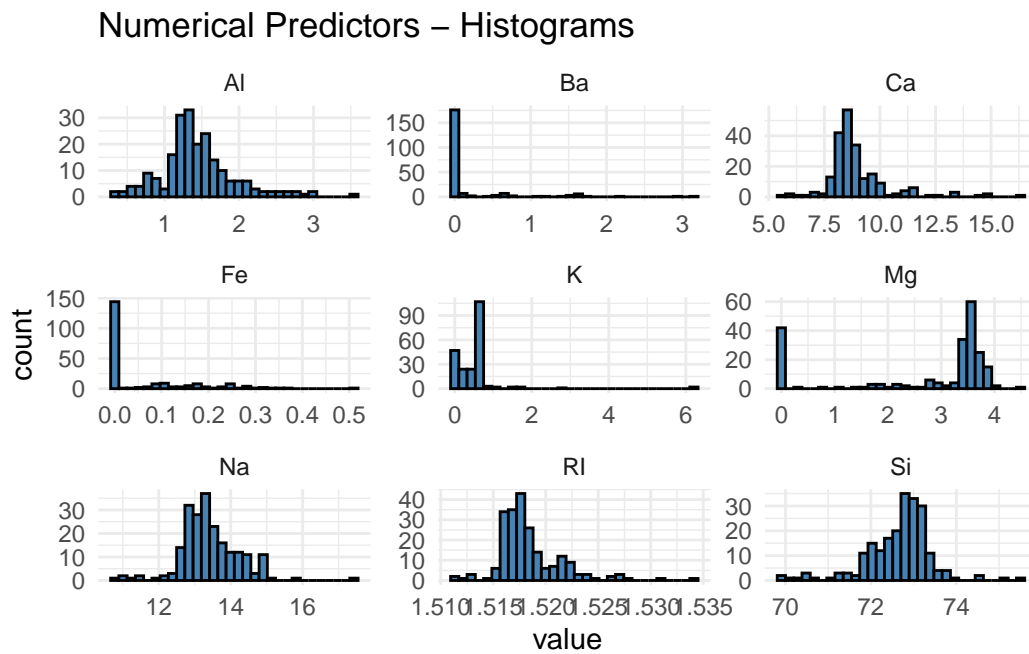 Numerical Predictors – Histograms
Al Ba Ca
30
20
10
0
1 2 3
150
100
50
0
0 1 2 3
40
20
0
5.0 7.5 10.0 12.5 15.0
Fe K Mg
150
100
50
0
0.0 0.1 0.2 0.3 0.4 0.5
90
60
30
0
0 2 4 6
60
40
20
0
0 1 2 3 4
Na RI Si
30
20
10
0
12 14 16
40
30
20
10
0
1.510 1.515 1.520 1.525 1.530 1.535
30
20
10
0
70 72 74
count
value